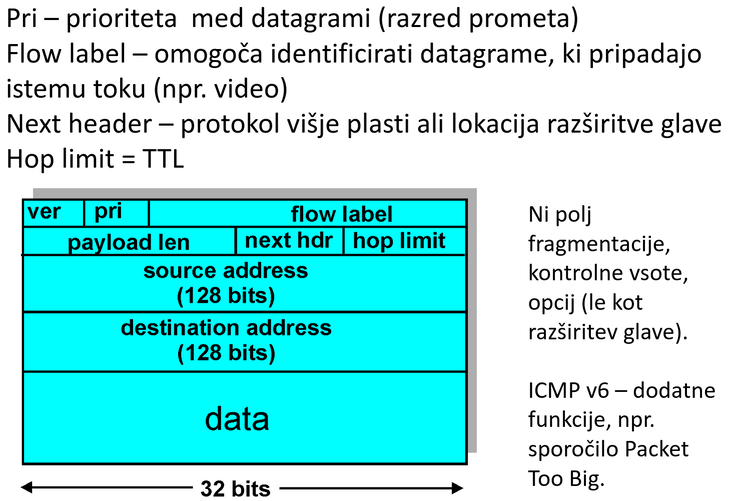 Pri – prioriteta med datagrami (razred prometa)
Flow label – omogoča identificirati datagrame, ki pripadajo
istemu toku (npr. video)
Next header – protokol višje plasti ali lokacija razširitve glave
Hop limit = TTL
ver pri flow label
payload len next hdr hop limit
source address
(128 bits)
destination address
(128 bits)
data
32 bits
Ni polj
fragmentacije,
kontrolne vsote,
opcij (le kot
razširitev glave).
ICMP v6 – dodatne
funkcije, npr.
sporočilo Packet
Too Big.